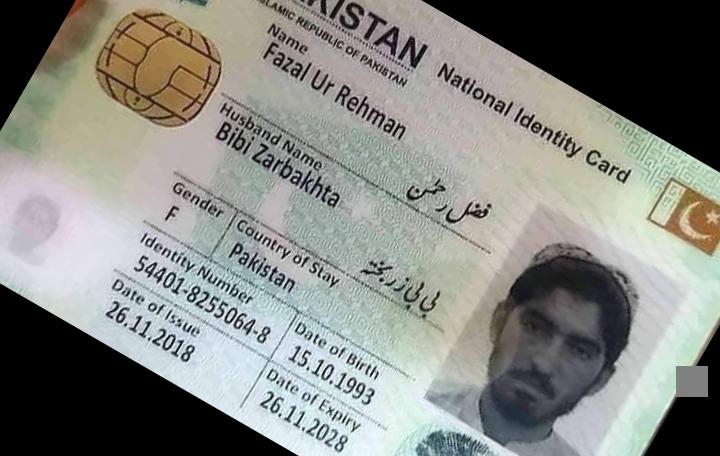 PAKISTAN National Identity Card
ISLAMIC REPUBLIC OF PAKISTAN
Name
Fazal Ur Rehman
فضل رحمٰن
Husband Name
Bibi Zarbakhta
بی بی زر بختہ
Gender Country of Stay
F Pakistan
Identity Number Date of Birth
54401-8255064-8 15.10.1993
Date of Issue Date of Expiry
26.11.2018 26.11.2028